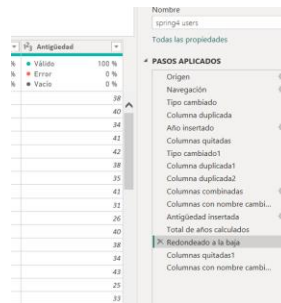 Nombre
spring4 users
Todas las propiedades
PASOS APLICADOS
Antigüedad
% Válido 100 %
% Error 0 %
% Vacío 0 %
38
40
34
41
42
38
35
41
31
26
40
38
34
43
25
33
Origen
Navegación
Tipo cambiado
Columna duplicada
Año insertado
Columnas quitadas
Tipo cambiado1
Columna duplicada1
Columna duplicada2
Columnas combinadas
Columnas con nombre cambi...
Antigüedad insertada
Total de años calculados
Redondeado a la baja
Columnas quitadas1
Columnas con nombre cambi...